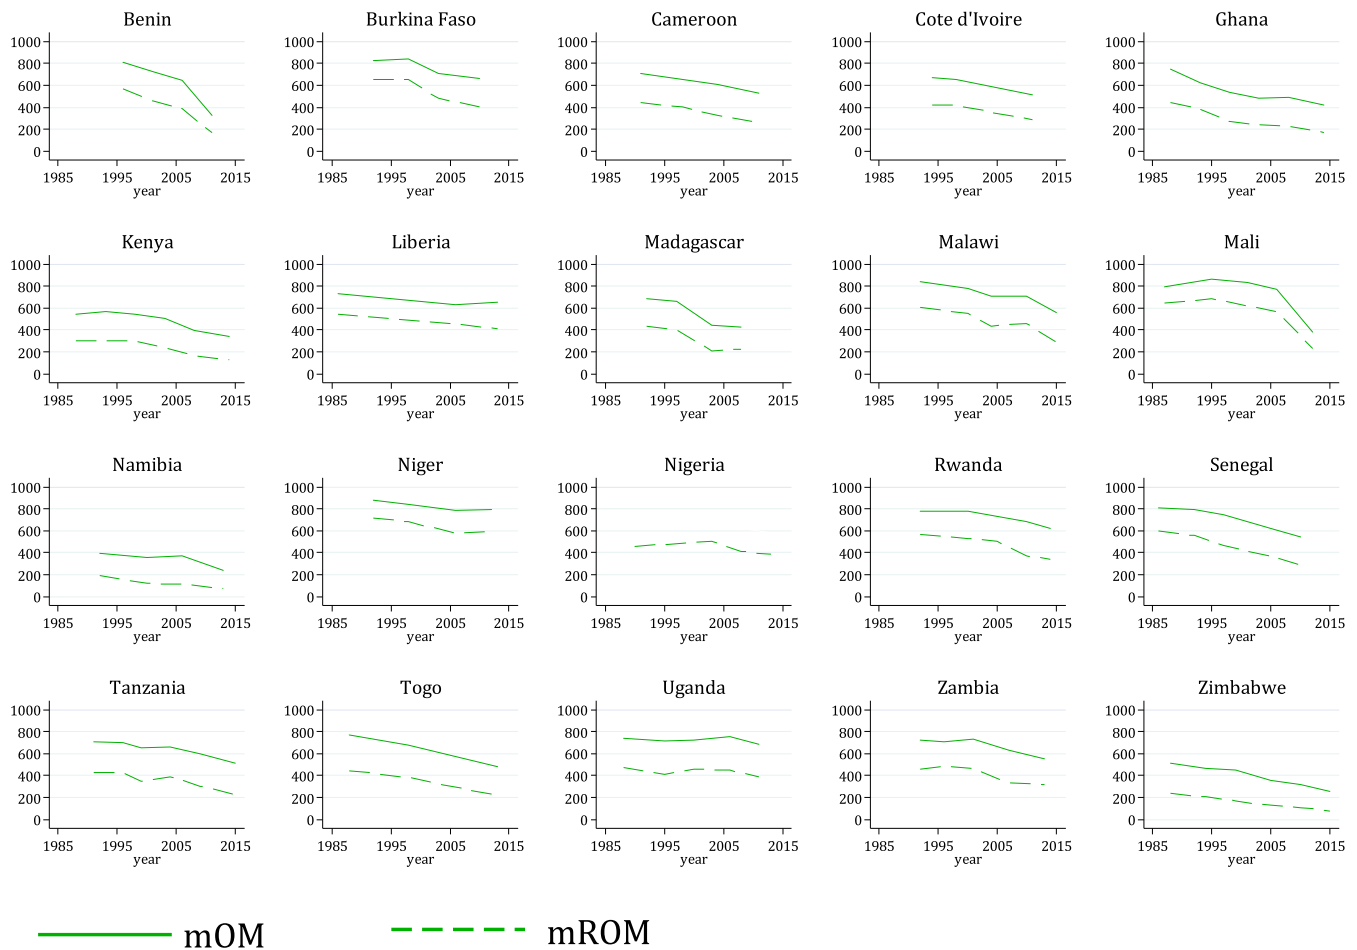 Benin Burkina Faso Cameroon Cote d'Ivoire Ghana
1000 1000 1000 1000 1000
800 800 800 800 800
600 600 600 600 600
400 400 400 400 400
200 200 200 200 200
0 0 0 0 0
1985 1995 2005 2015 1985 1995 2005 2015 1985 1995 2005 2015 1985 1995 2005 2015 1985 1995 2005 2015
year year year year year
Kenya Liberia Madagascar Malawi Mali
1000 1000 1000 1000 1000
800 800 800 800 800
600 600 600 600 600
400 400 400 400 400
200 200 200 200 200
0 0 0 0 0
1985 1995 2005 2015 1985 1995 2005 2015 1985 1995 2005 2015 1985 1995 2005 2015 1985 1995 2005 2015
year year year year year
Namibia Niger Nigeria Rwanda Senegal
1000 1000 1000 1000 1000
800 800 800 800 800
600 600 600 600 600
400 400 400 400 400
200 200 200 200 200
0 0 0 0 0
1985 1995 2005 2015 1985 1995 2005 2015 1985 1995 2005 2015 1985 1995 2005 2015 1985 1995 2005 2015
year year year year year
Tanzania Togo Uganda Zambia Zimbabwe
1000 1000 1000 1000 1000
800 800 800 800 800
600 600 600 600 600
400 400 400 400 400
200 200 200 200 200
0 0 0 0 0
1985 1995 2005 2015 1985 1995 2005 2015 1985 1995 2005 2015 1985 1995 2005 2015 1985 1995 2005 2015
year year year year year
mOM mROM